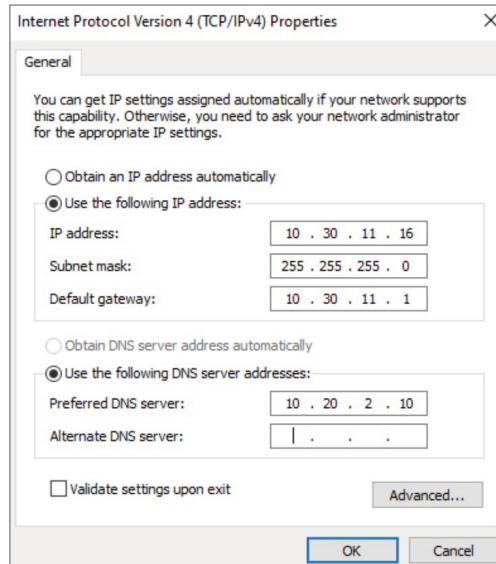 Internet Protocol Version 4 (TCP/IPv4) Properties
General
You can get IP settings assigned automatically if your network supports
this capability. Otherwise, you need to ask your network administrator
for the appropriate IP settings.
Obtain an IP address automatically
Use the following IP address:
IP address: 10 . 30 . 11 . 16
Subnet mask: 255 . 255 . 255 . 0
Default gateway: 10 . 30 . 11 . 1
Obtain DNS server address automatically
Use the following DNS server addresses:
Preferred DNS server: 10 . 20 . 2 . 10
Alternate DNS server: . . .
Validate settings upon exit
Advanced...
OK Cancel